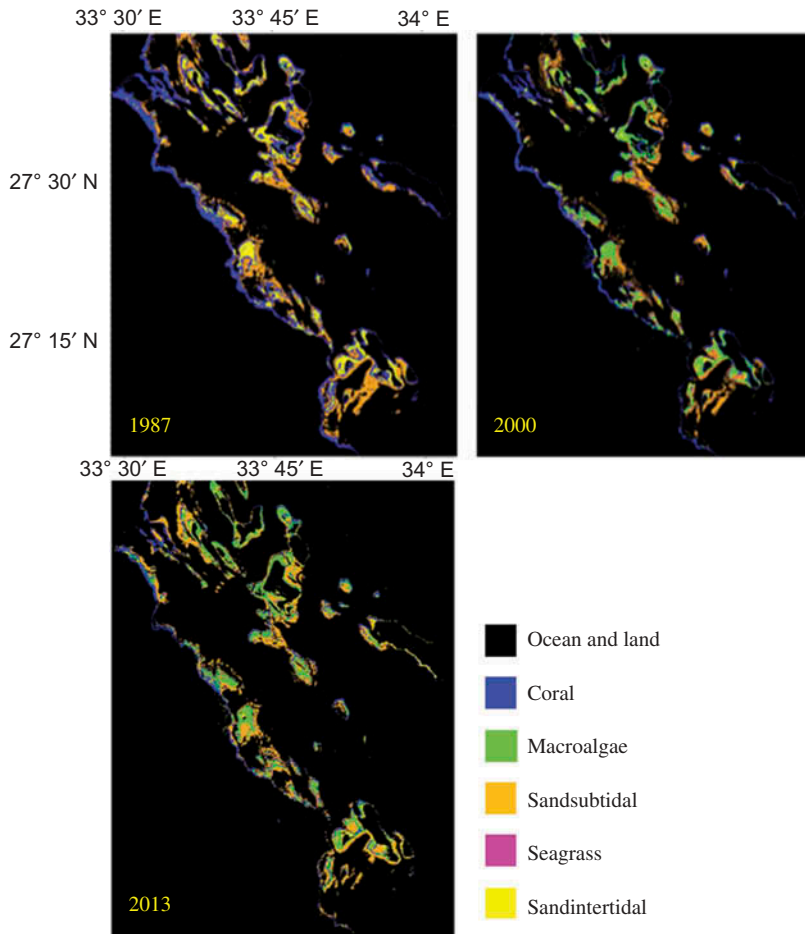 33° 30′ E 33° 45′ E 34° E
27° 30′ N
27° 15′ N
1987
2000
33° 30′ E 33° 45′ E 34° E
2013
Ocean and land
Coral
Macroalgae
Sandsubtidal
Seagrass
Sandintertidal